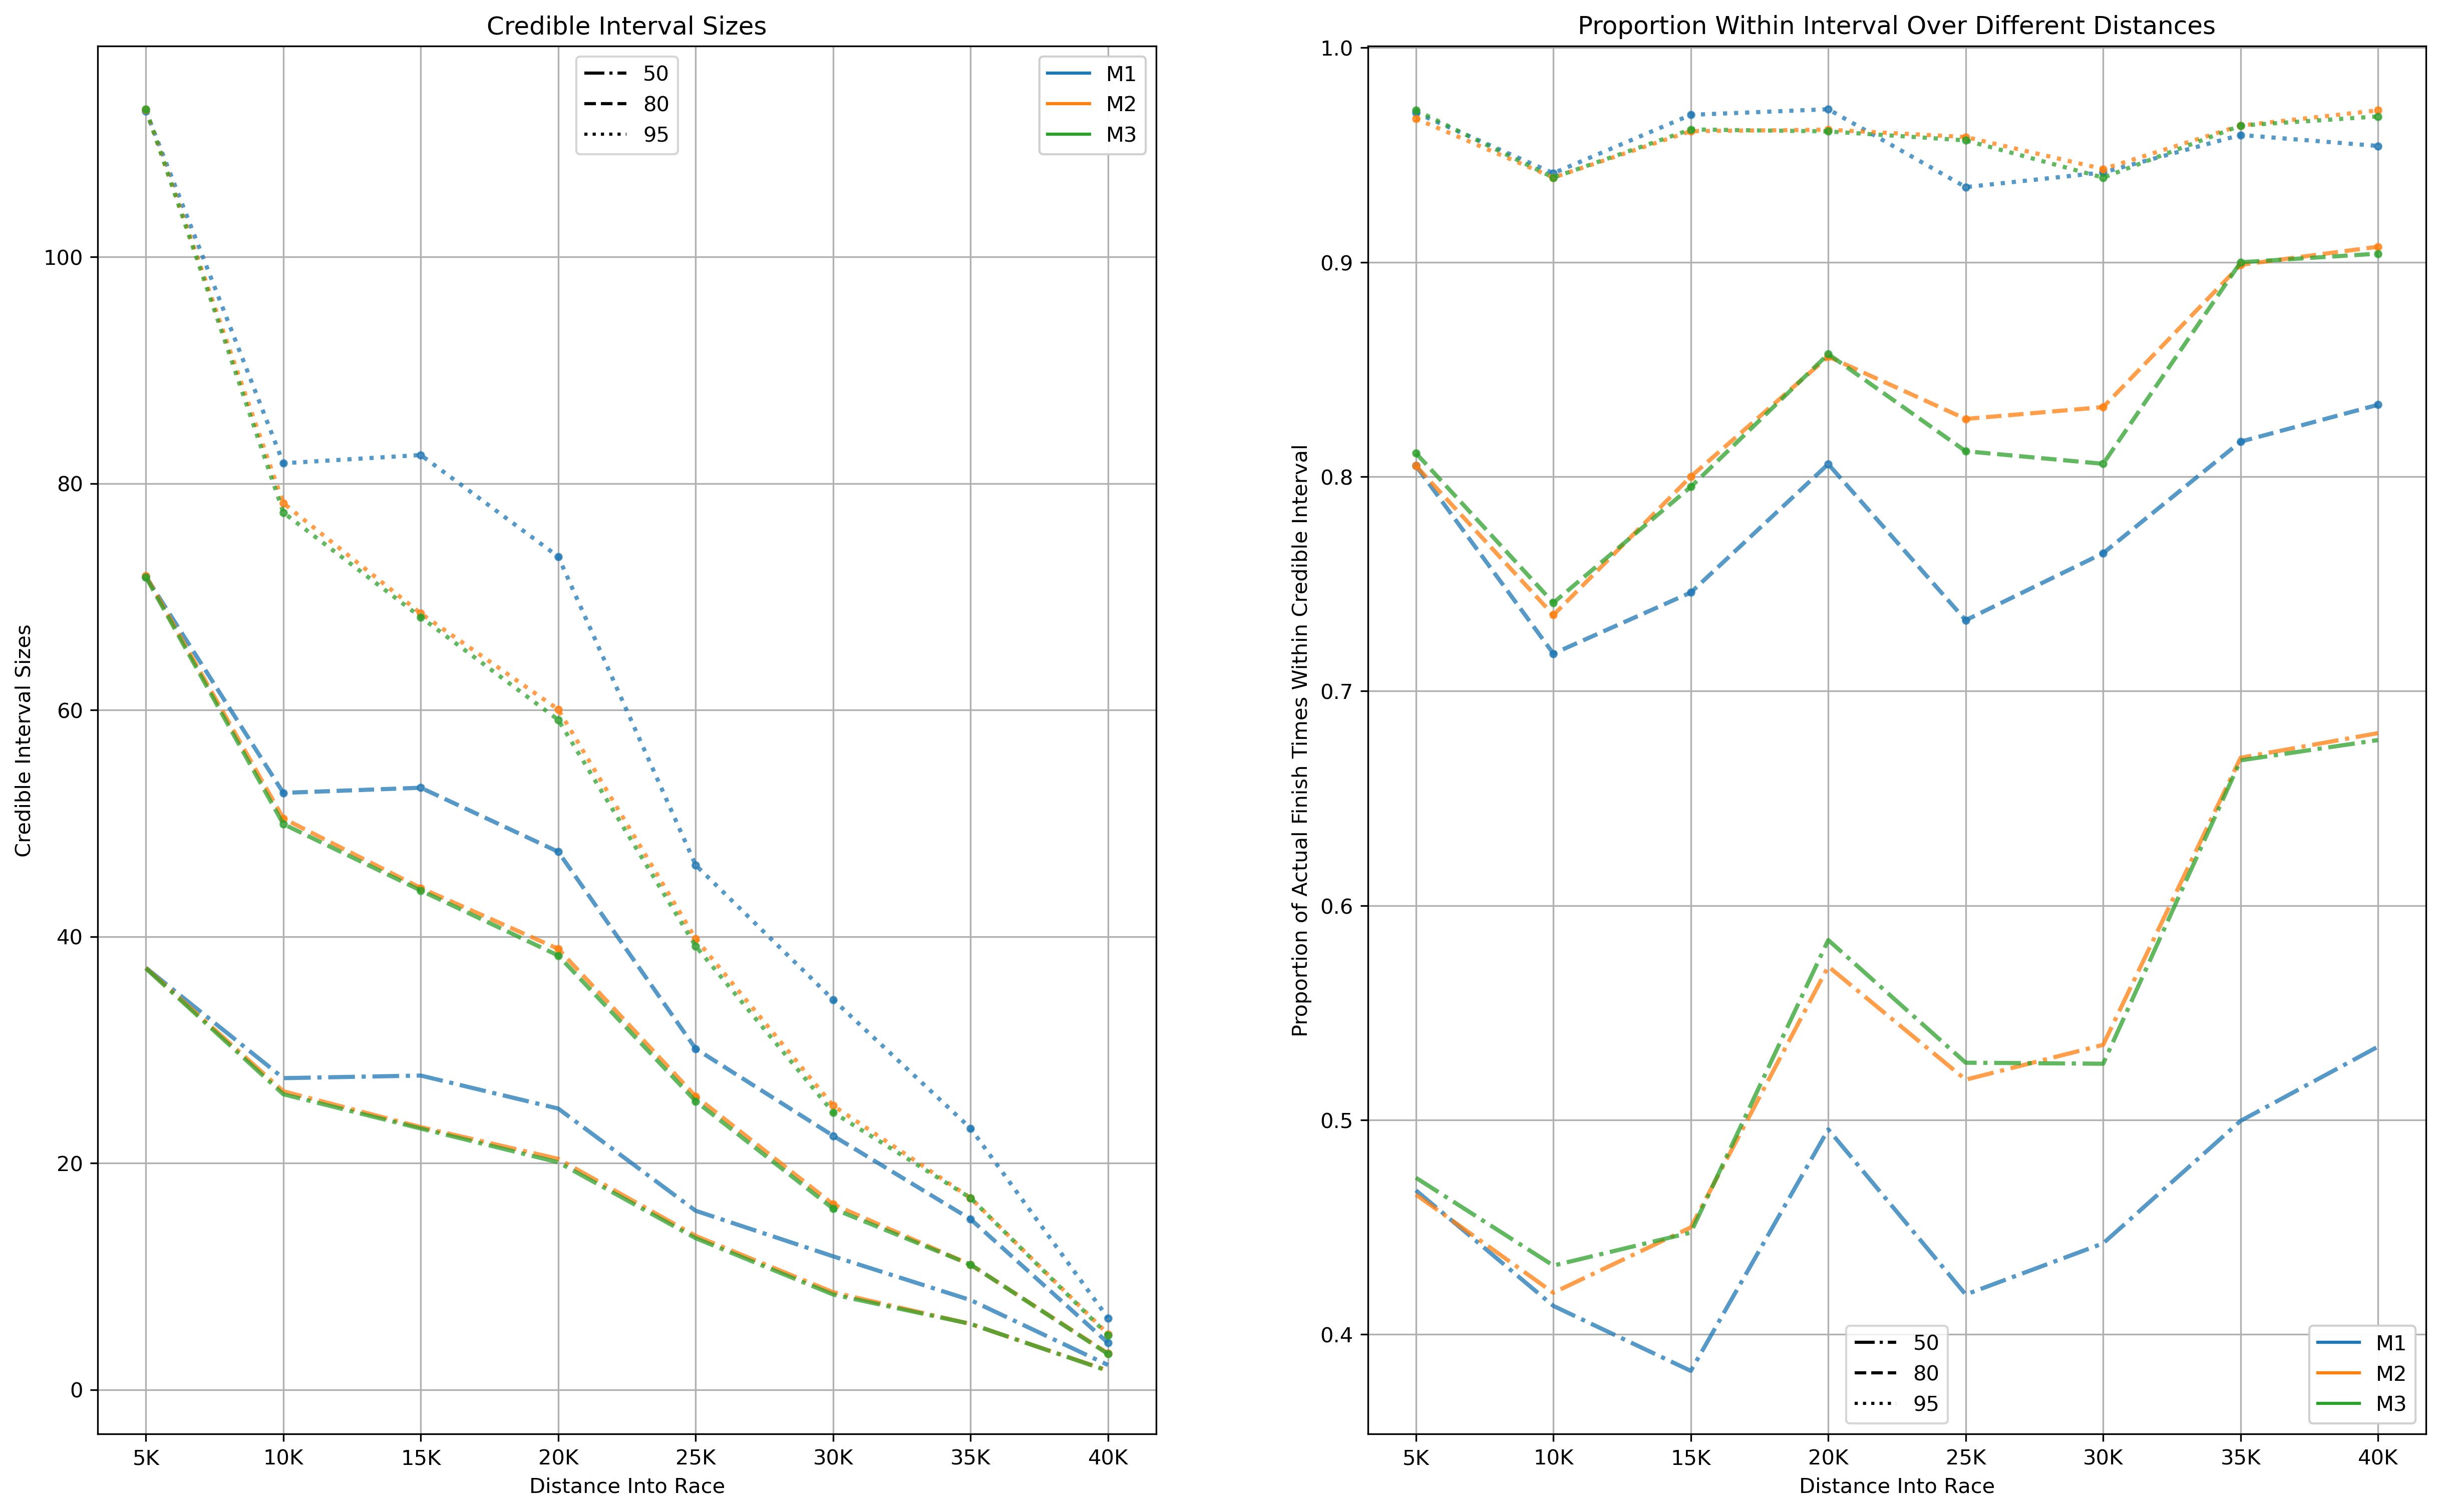 Credible Interval Sizes
50
80
95
M1
M2
M3
Credible Interval Sizes
100
80
60
40
20
0
5K 10K 15K 20K 25K 30K 35K 40K
Distance Into Race
Proportion Within Interval Over Different Distances
Proportion of Actual Finish Times Within Credible Interval
1.0
0.9
0.8
0.7
0.6
0.5
0.4
50
80
95
M1
M2
M3
5K 10K 15K 20K 25K 30K 35K 40K
Distance Into Race